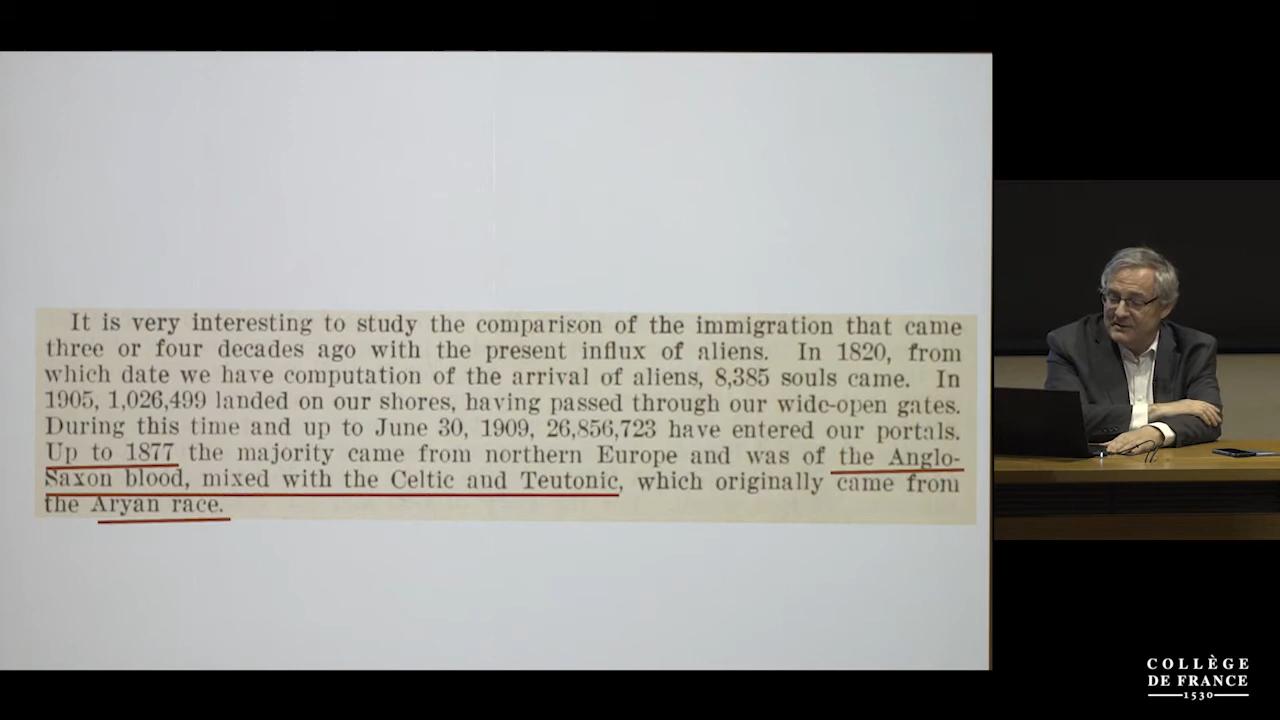 It is very interesting to study the comparison of the immigration that came
three or four decades ago with the present influx of aliens. In 1820, from
which date we have computation of the arrival of aliens, 8,385 souls came. In
1905, 1,026,499 landed on our shores, having passed through our wide-open gates.
During this time and up to June 30, 1909, 26,856,723 have entered our portals.
Up to 1877 the majority came from northern Europe and was of the Anglo-
Saxon blood, mixed with the Celtic and Teutonic, which originally came from
the Aryan race.
COLLÈGE
DE FRANCE
1530